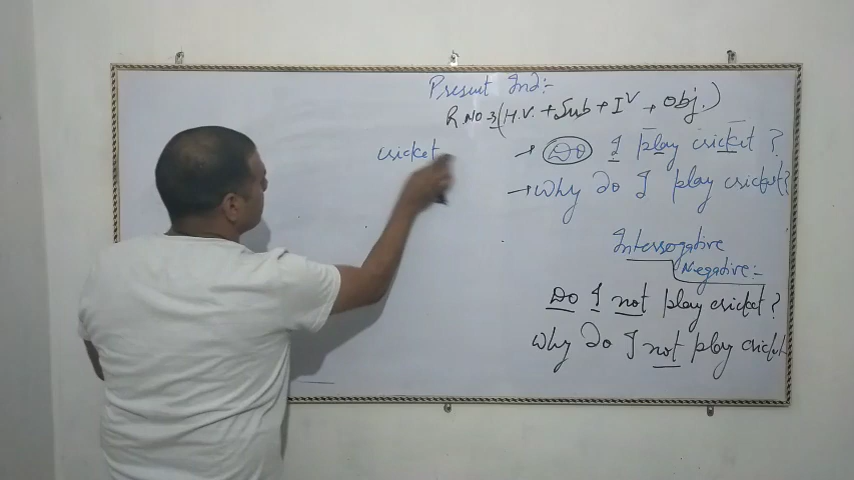 Present Ind:-
R.NO-3(H.V. + Sub + IV + obj.)
cricket
→ Do I play cricket ?
→ Why do I play cricket?
Interrogative
Negative:-
Do I not play cricket ?
Why do I not play cricket